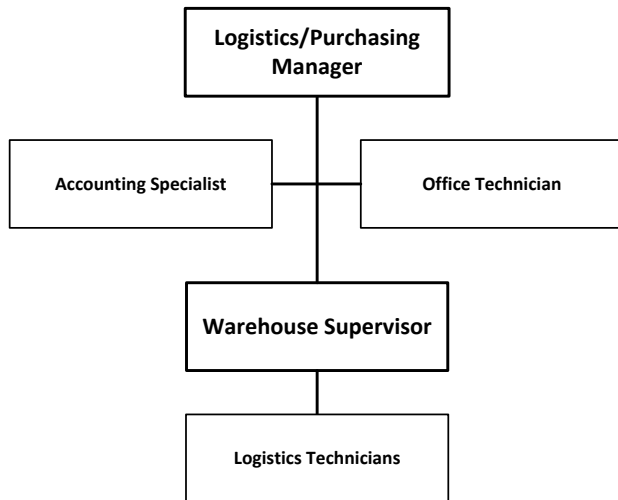 Logistics/Purchasing
Manager
Accounting Specialist
Office Technician
Warehouse Supervisor
Logistics Technicians